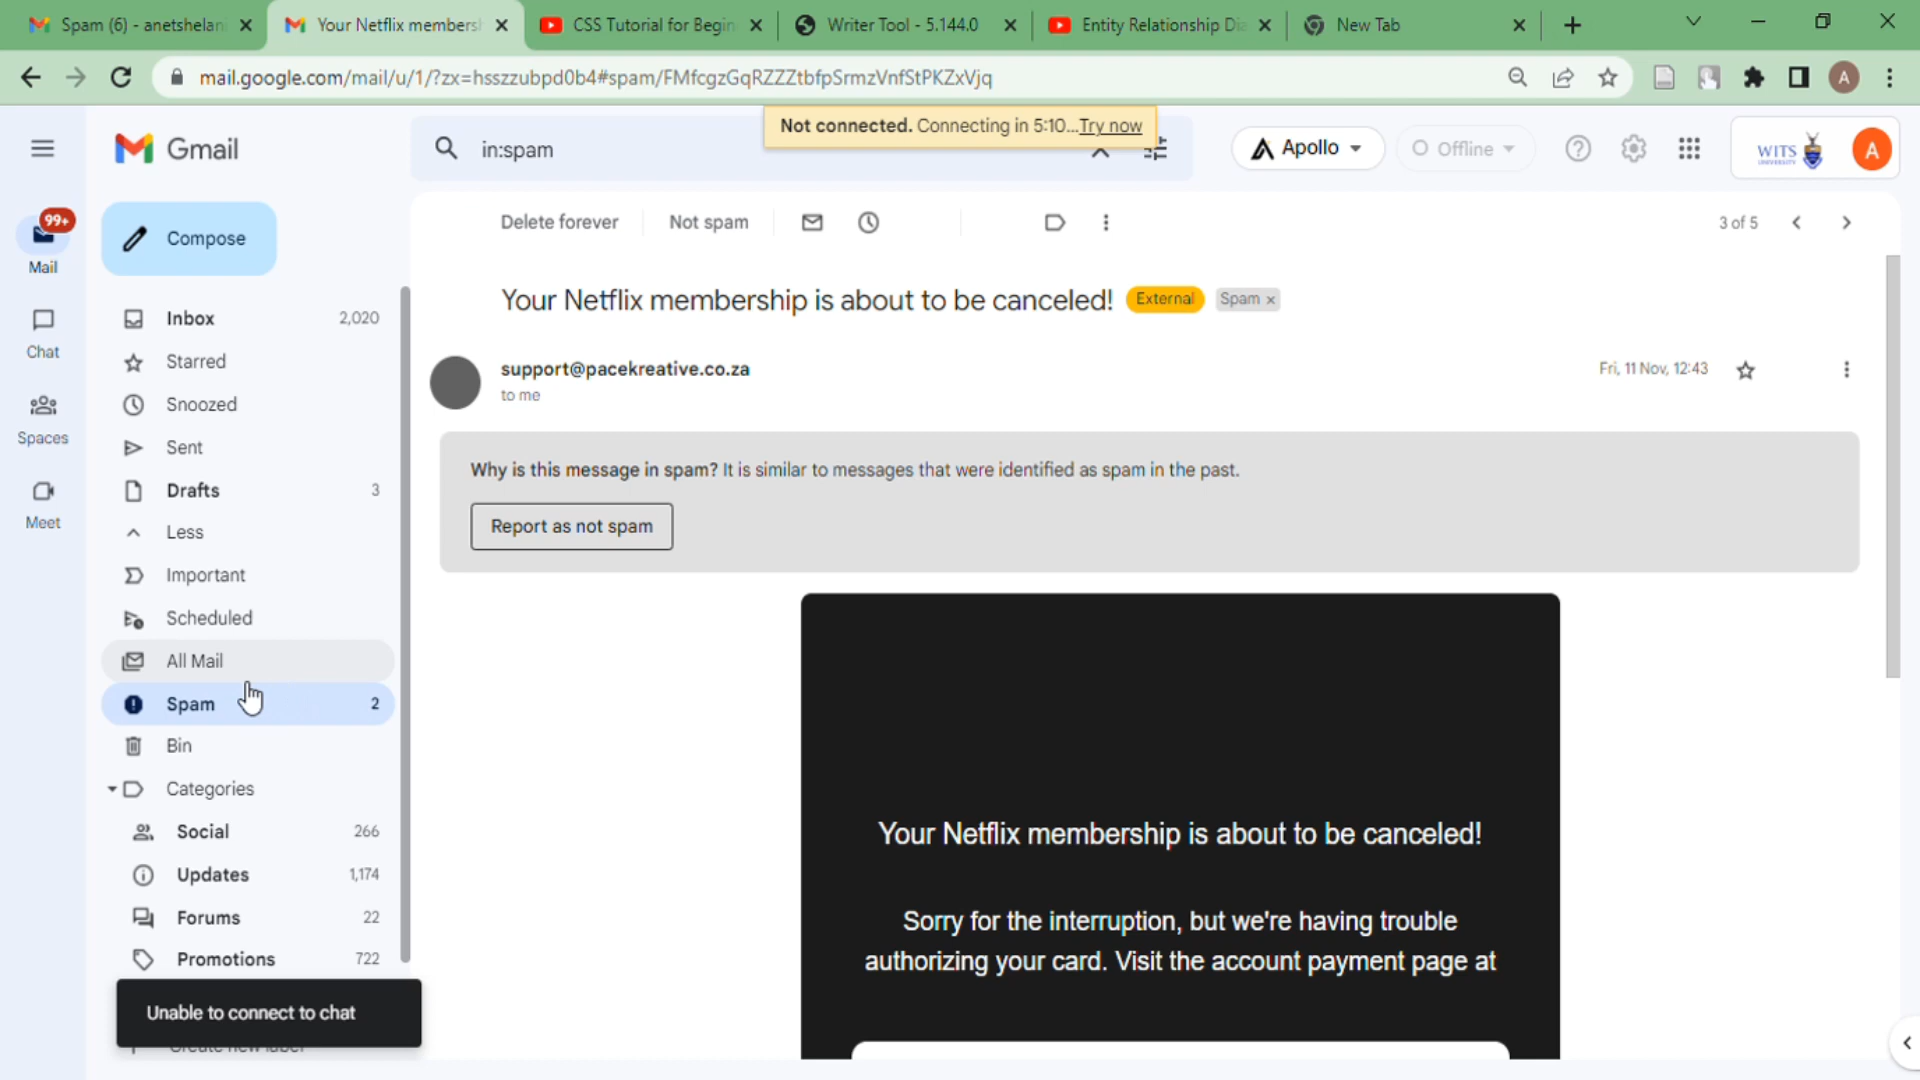 Spam (6) - anetshelani
Your Netflix members
CSS Tutorial for Begin
Writer Tool - 5.144.0
Entity Relationship Dia
New Tab
mail.google.com/mail/u/1/?zx=hsszzubpd0b4#spam/FMfcgzGqRZZZtbfpSrmzVnfStPKZxVjq
A
Not connected. Connecting in 5:10...Try now
Gmail
in:spam
Apollo
Offline
WITS
UNIVERSITY
A
99+
Mail
Chat
Spaces
Meet
Compose
Inbox 2,020
Starred
Snoozed
Sent
Drafts 3
Less
Important
Scheduled
All Mail
Spam 2
Bin
Categories
Social 266
Updates 1,174
Forums 22
Promotions 722
Unable to connect to chat
Create new label
Delete forever
Not spam
3 of 5
Your Netflix membership is about to be canceled! External Spam x
support@pacekreative.co.za
Fri, 11 Nov, 12:43
to me
Why is this message in spam? It is similar to messages that were identified as spam in the past.
Report as not spam
Your Netflix membership is about to be canceled!
Sorry for the interruption, but we're having trouble
authorizing your card. Visit the account payment page at